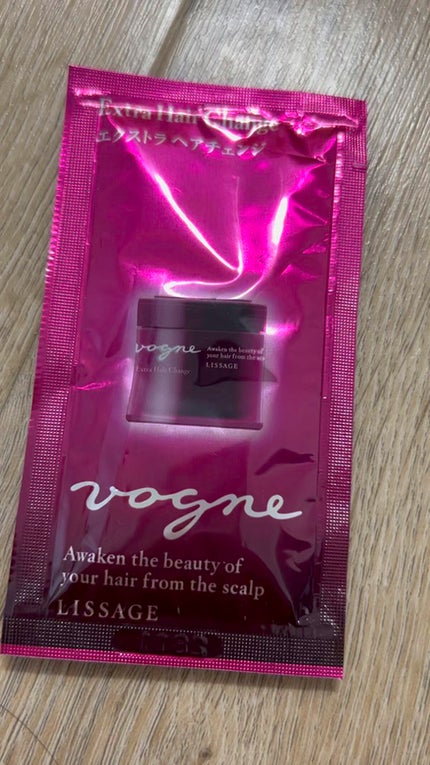 Extra Hair Change
エクストラ ヘアチェンジ
vogne
Awaken the beauty of
your hair from the sca
LISSAGE
Extra Hair Change
vogne
Awaken the beauty of
your hair from the scalp
LISSAGE